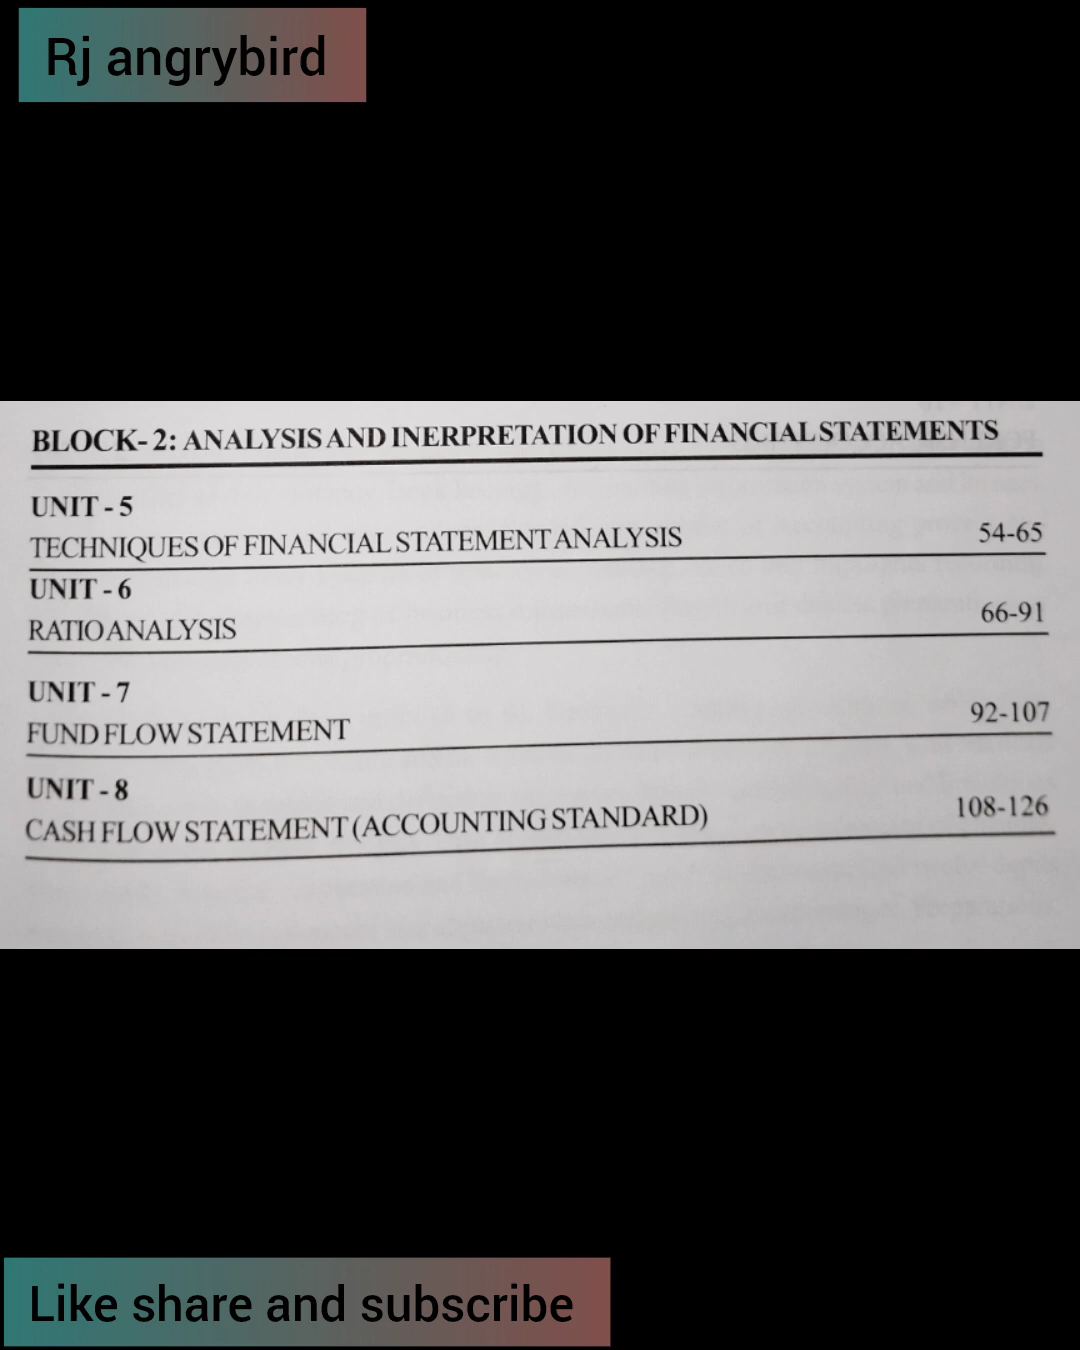 Rj angrybird
BLOCK- 2: ANALYSIS AND INERPRETATION OF FINANCIAL STATEMENTS
UNIT - 5
TECHNIQUES OF FINANCIAL STATEMENT ANALYSIS 54-65
UNIT - 6
RATIO ANALYSIS 66-91
UNIT - 7
FUND FLOW STATEMENT 92-107
UNIT - 8
CASH FLOW STATEMENT (ACCOUNTING STANDARD) 108-126
Like share and subscribe